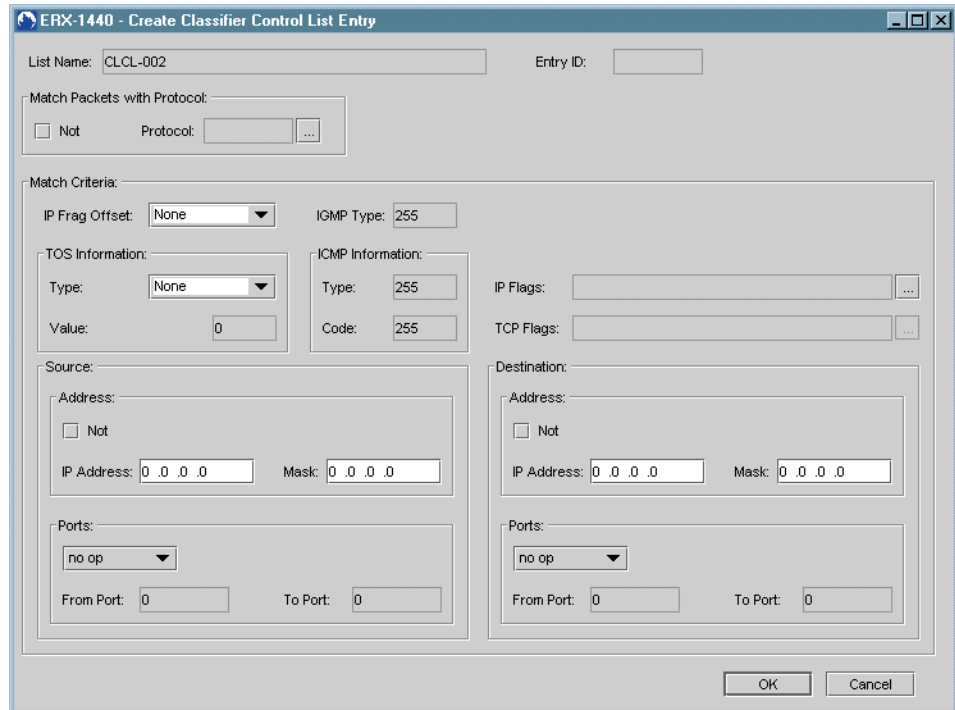 ERX-1440 - Create Classifier Control List Entry
List Name: CLCL-002 Entry ID:
Match Packets with Protocol:
Not Protocol: ...
Match Criteria:
IP Frag Offset: None IGMP Type: 255
TOS Information: ICMP Information:
Type: None Type: 255 IP Flags: ...
Value: 0 Code: 255 TCP Flags: ...
Source: Destination:
Address: Address:
Not Not
IP Address: 0 .0 .0 .0 Mask: 0 .0 .0 .0 IP Address: 0 .0 .0 .0 Mask: 0 .0 .0 .0
Ports: Ports:
no op no op
From Port: 0 To Port: 0 From Port: 0 To Port: 0
OK Cancel